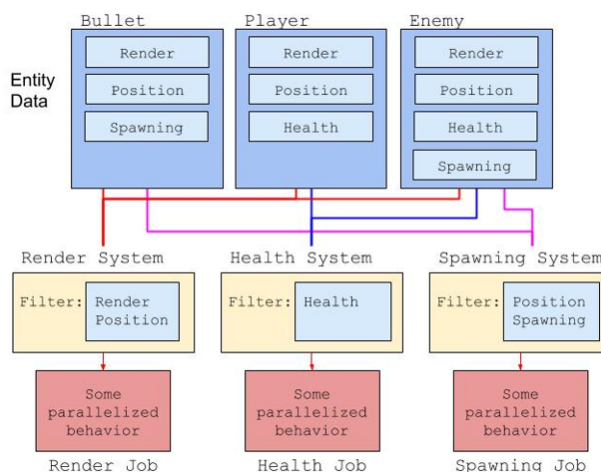 Bullet
Player
Enemy
Entity
Data
Render
Position
Spawning
Render
Position
Health
Render
Position
Health
Spawning
Render System
Health System
Spawning System
Filter:
Render
Position
Filter:
Health
Filter:
Position
Spawning
Some
parallelized
behavior
Some
parallelized
behavior
Some
parallelized
behavior
Render Job
Health Job
Spawning Job